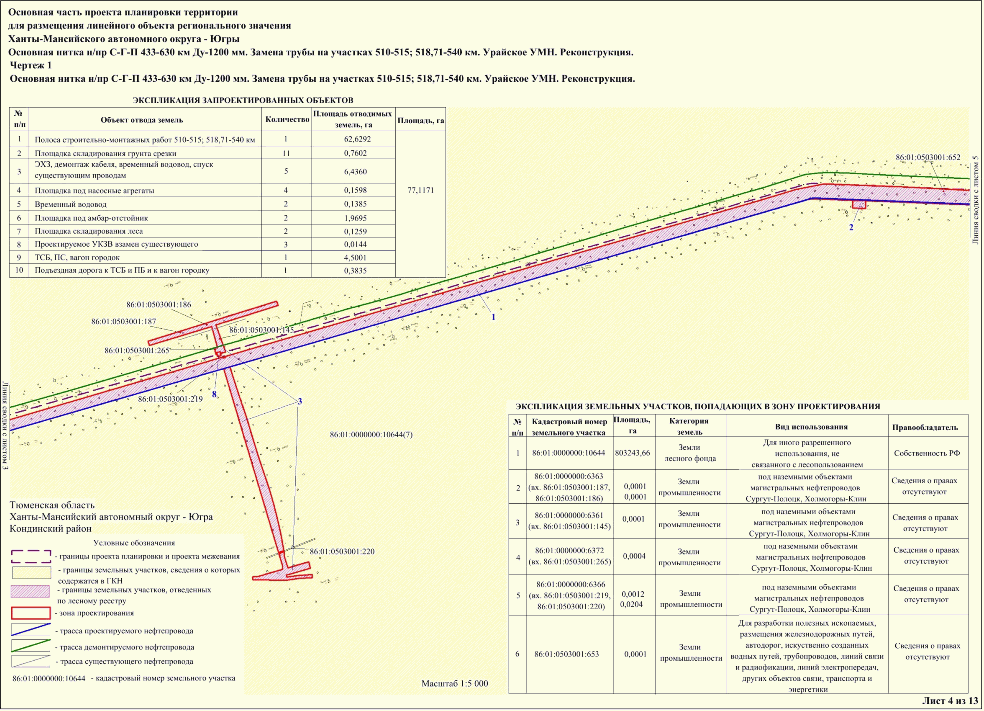 Основная часть проекта планировки территории
для размещения линейного объекта регионального значения
Ханты-Мансийского автономного округа - Югры
Основная нитка н/пр С-Г-П 433-630 км Ду-1200 мм. Замена трубы на участках 510-515; 518,71-540 км. Урайское УМН. Реконструкция.
Чертеж 1
Основная нитка н/пр С-Г-П 433-630 км Ду-1200 мм. Замена трубы на участках 510-515; 518,71-540 км. Урайское УМН. Реконструкция.
ЭКСПЛИКАЦИЯ ЗАПРОЕКТИРОВАННЫХ ОБЪЕКТОВ
№ п/п Объект отвода земель Количество Площадь отводимых земель, га Площадь, га
1 Полоса строительно-монтажных работ 510-515; 518,71-540 км 1 62,6292
2 Площадка складирования грунта срезки 11 0,7602
3 ЭХЗ, демонтаж кабеля, временный водовод, спуск существующим проводам 5 6,4360
4 Площадка под насосные агрегаты 4 0,1598
77,1171
5 Временный водовод 2 0,1385
6 Площадка под амбар-отстойник 2 1,9695
7 Площадка складирования леса 2 0,1259
8 Проектируемое УКЗВ взамен существующего 3 0,0144
9 ТСБ, ПС, вагон городок 1 4,5001
10 Подъездная дорога к ТСБ и ПБ и к вагон городку 1 0,3835
86:01:0503001:652
Линия сводки с листом 5
2
1
86:01:0503001:186
86:01:0503001:187
86:01:0503001:145
86:01:0503001:265
86:01:0503001:219
8
3
Линия сводки с листом 3
86:01:0000000:10644(7)
86:01:0503001:220
ЭКСПЛИКАЦИЯ ЗЕМЕЛЬНЫХ УЧАСТКОВ, ПОПАДАЮЩИХ В ЗОНУ ПРОЕКТИРОВАНИЯ
№ п/п Кадастровый номер земельного участка Площадь, га Категория земель Вид использования Правообладатель
1 86:01:0000000:10644 803243,66 Земли лесного фонда Для иного разрешенного использования, не связанного с лесопользованием Собственность РФ
2 86:01:0000000:6363 (вх. 86:01:0503001:187, 86:01:0503001:186) 0,0001 0,0001 Земли промышленности под наземными объектами магистральных нефтепроводов Сургут-Полоцк, Холмогоры-Клин Сведения о правах отсутствуют
3 86:01:0000000:6361 (вх. 86:01:0503001:145) 0,0001 Земли промышленности под наземными объектами магистральных нефтепроводов Сургут-Полоцк, Холмогоры-Клин Сведения о правах отсутствуют
4 86:01:0000000:6372 (вх. 86:01:0503001:265) 0,0004 Земли промышленности под наземными объектами магистральных нефтепроводов Сургут-Полоцк, Холмогоры-Клин Сведения о правах отсутствуют
5 86:01:0000000:6366 (вх. 86:01:0503001:219, 86:01:0503001:220) 0,0012 0,0204 Земли промышленности под наземными объектами магистральных нефтепроводов Сургут-Полоцк, Холмогоры-Клин Сведения о правах отсутствуют
6 86:01:0503001:653 0,0001 Земли промышленности Для разработки полезных ископаемых, размещения железнодорожных путей, автодорог, искуственно созданных водных путей, трубопроводов, линий связи и радиофикации, линий электропередач, других объектов связи, транспорта и энергетики Сведения о правах отсутствуют
Тюменская область
Ханты-Мансийский автономный округ - Югра
Кондинский район
Условные обозначения
- границы проекта планировки и проекта межевания
- границы земельных участков, сведения о которых
содержатся в ГКН
- границы земельных участков, отведенных
по лесному реестру
- зона проектирования
- трасса проектируемого нефтепровода
- трасса демонтируемого нефтепровода
- трасса существующего нефтепровода
86:01:0000000:10644 - кадастровый номер земельного участка
Масштаб 1:5 000
Лист 4 из 13